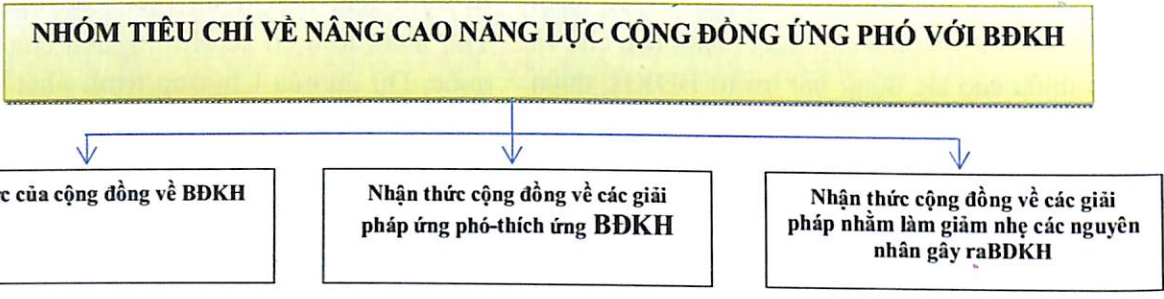 NHÓM TIÊU CHÍ VỀ NÂNG CAO NĂNG LỰC CỘNG ĐỒNG ỨNG PHÓ VỚI BĐKH
của cộng đồng về BĐKH
Nhận thức cộng đồng về các giải
pháp ứng phó-thích ứng BĐKH
Nhận thức cộng đồng về các giải
pháp nhằm làm giảm nhẹ các nguyên
nhân gây raBDKH